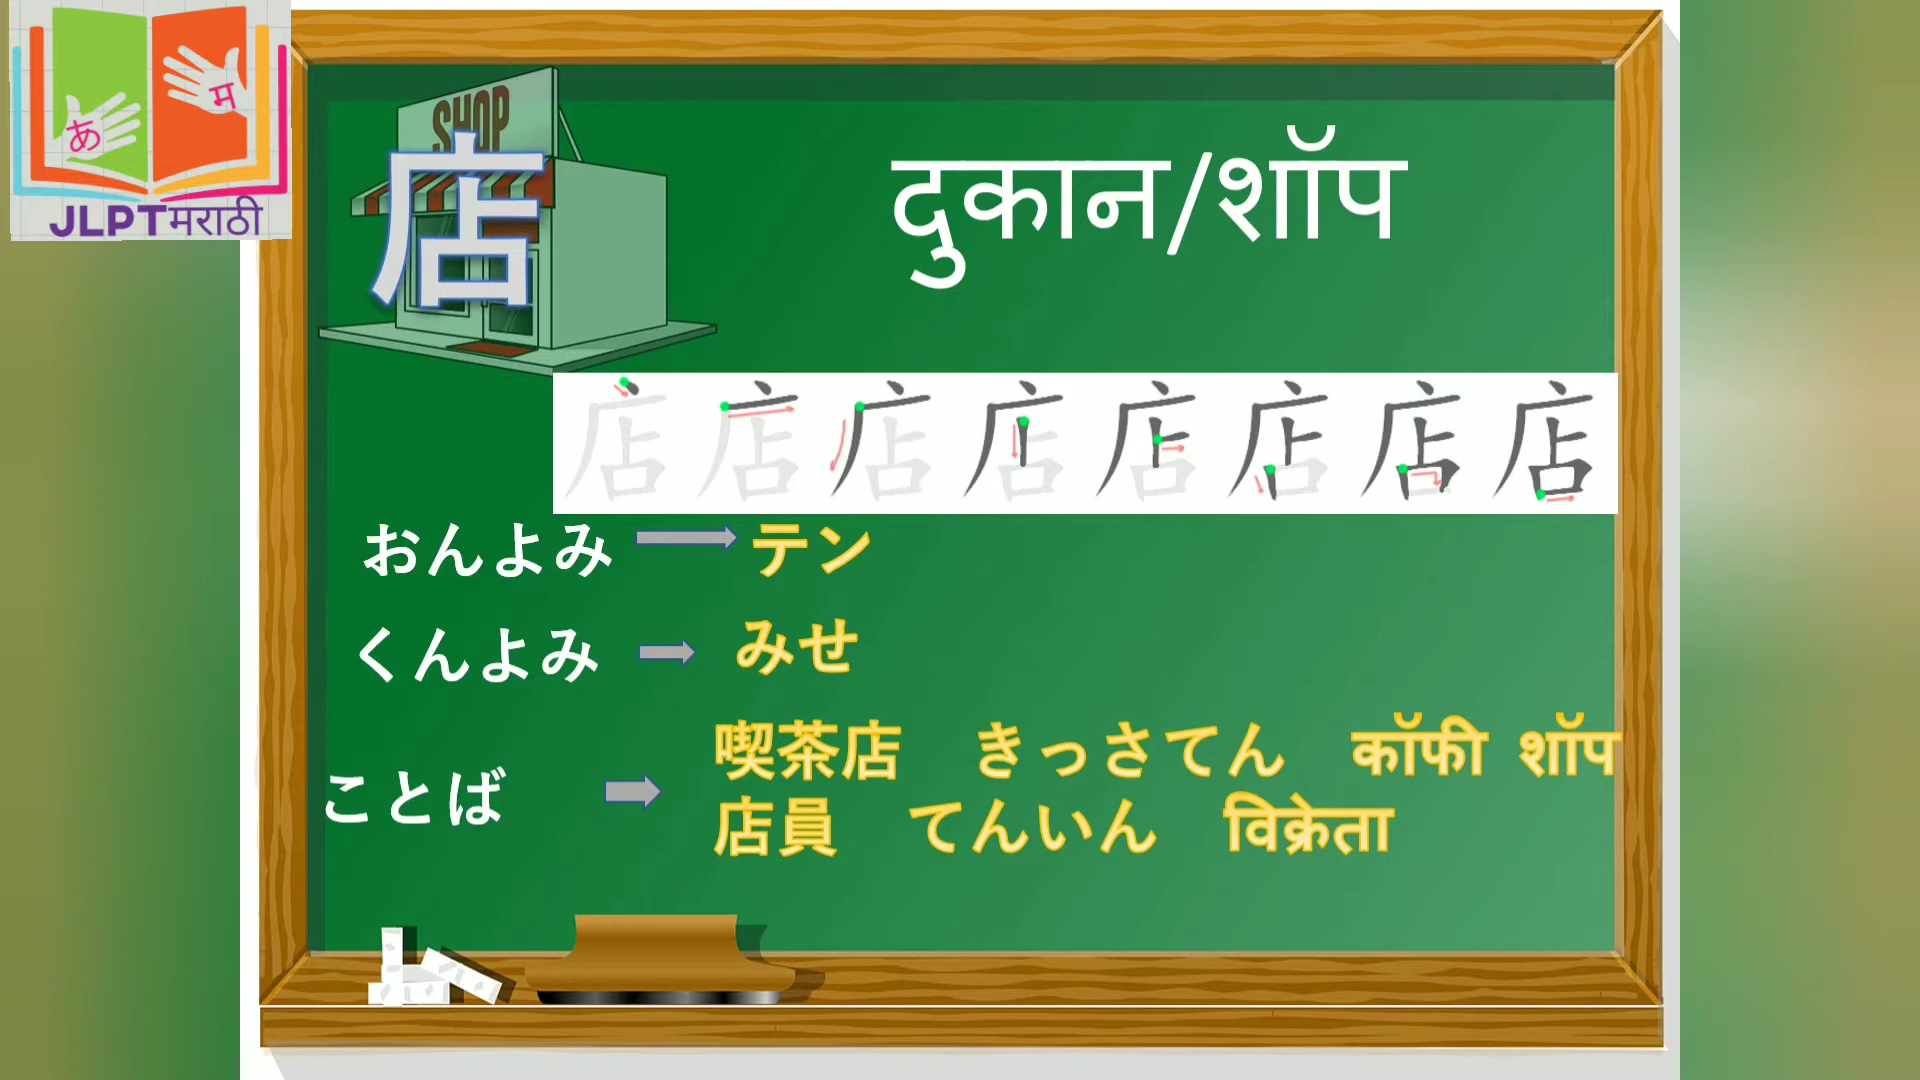 あ
म
JLPTमराठी
SHOP
店
दुकान/शॉप
店 店 店 店 店 店 店 店
おんよみ テン
くんよみ みせ
ことば
喫茶店 きっさてん कॉफी शॉप
店員 てんいん विक्रेता